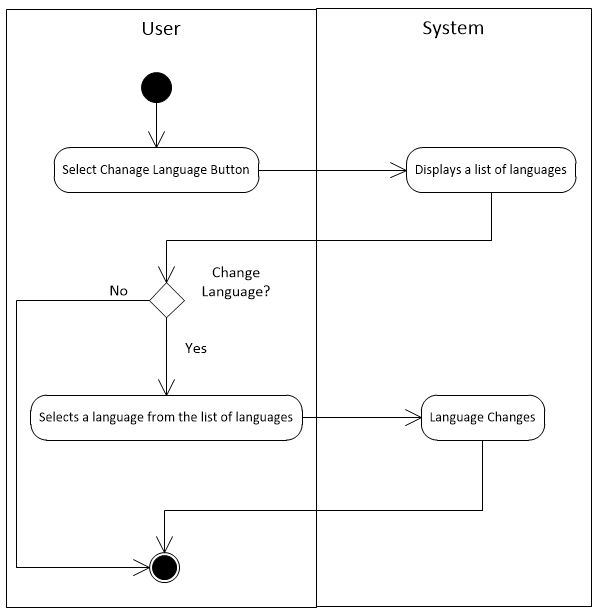 User
System
Select Chanage Language Button
Displays a list of languages
Change
Language?
No
Yes
Selects a language from the list of languages
Language Changes